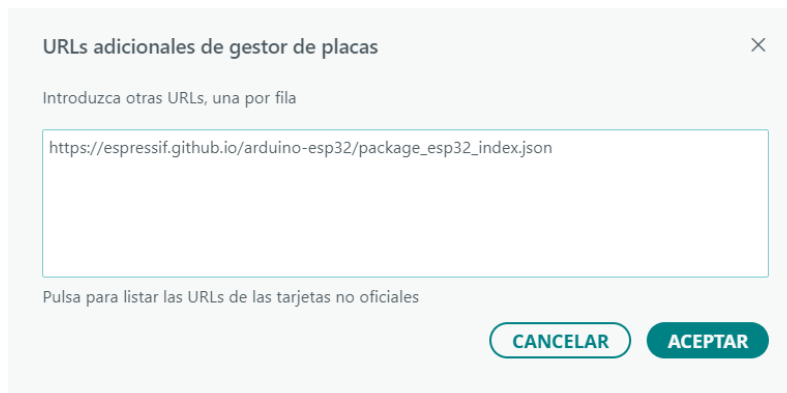 URLs adicionales de gestor de placas
Introduzca otras URLs, una por fila
https://espressif.github.io/arduino-esp32/package_esp32_index.json
Pulsa para listar las URLs de las tarjetas no oficiales
CANCELAR
ACEPTAR